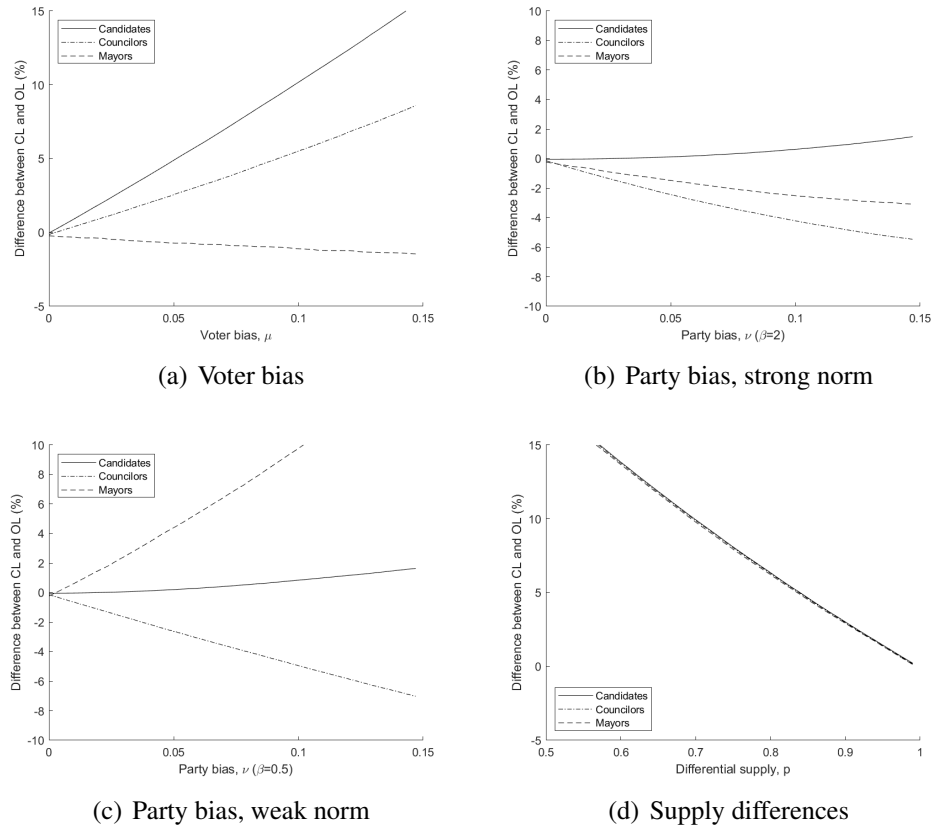 Difference between CL and OL (%)
15
10
5
0
-5
Candidates
Councilors
Mayors
0 0.05 0.1 0.15
Voter bias, μ
(a) Voter bias
Difference between CL and OL (%)
10
8
6
4
2
0
-2
-4
-6
-8
-10
Candidates
Councilors
Mayors
0 0.05 0.1 0.15
Party bias, ν (β=2)
(b) Party bias, strong norm
Difference between CL and OL (%)
10
8
6
4
2
0
-2
-4
-6
-8
-10
Candidates
Councilors
Mayors
0 0.05 0.1 0.15
Party bias, ν (β=0.5)
(c) Party bias, weak norm
Difference between CL and OL (%)
15
10
5
0
-5
Candidates
Councilors
Mayors
0.5 0.6 0.7 0.8 0.9 1
Differential supply, p
(d) Supply differences